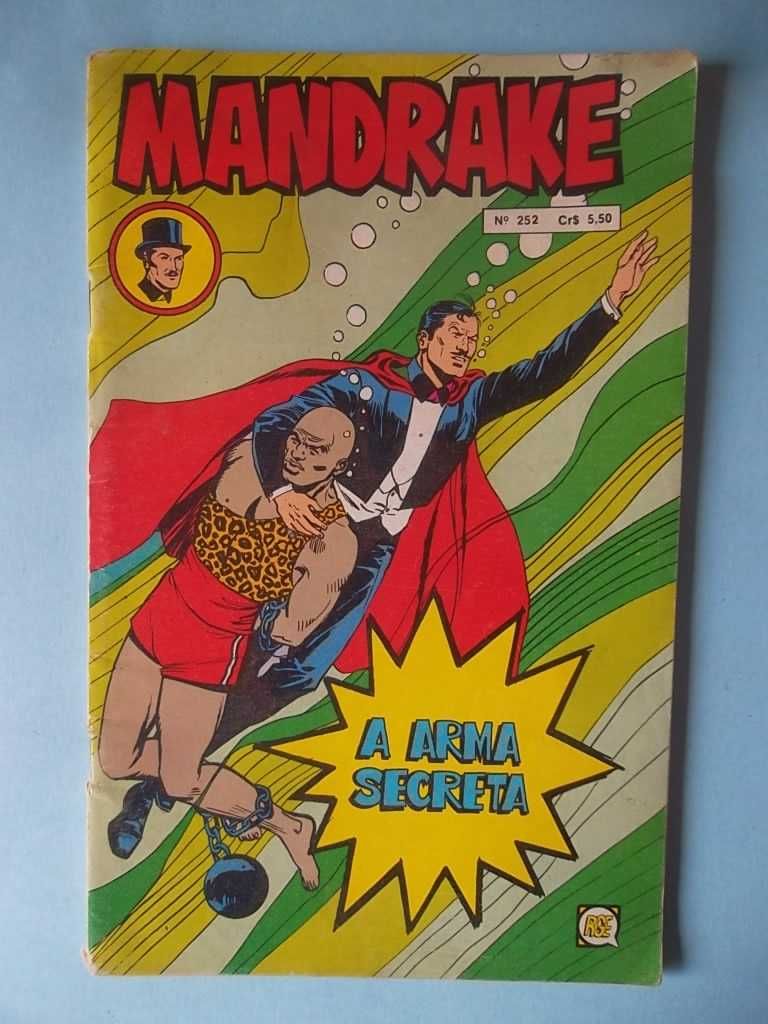 MANDRAKE
Nº 252 Cr$ 5,50
A ARMA
SECRETA
RGE